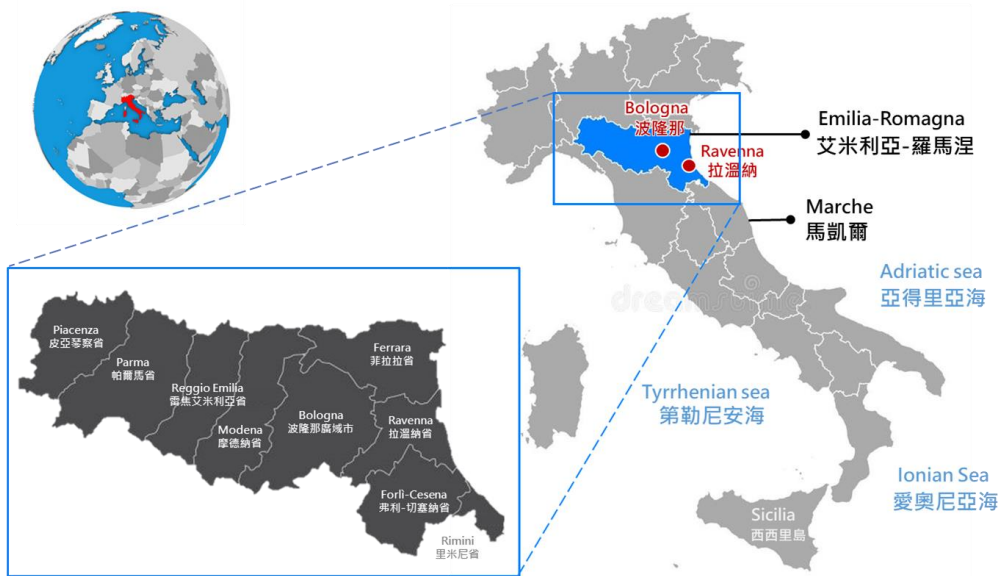 Bologna
波隆那
Ravenna
拉溫納
Emilia-Romagna
艾米利亞-羅馬涅
Marche
馬凱爾
Adriatic sea
亞得里亞海
Tyrrhenian sea
第勒尼安海
Ionian Sea
愛奧尼亞海
Sicilia
西西里島
Piacenza
皮亞琴察省
Parma
帕爾馬省
Reggio Emilia
雷焦艾米利亞省
Modena
摩德納省
Bologna
波隆那廣域市
Ferrara
菲拉拉省
Ravenna
拉溫納省
Forlì-Cesena
弗利-切塞納省
Rimini
里米尼省